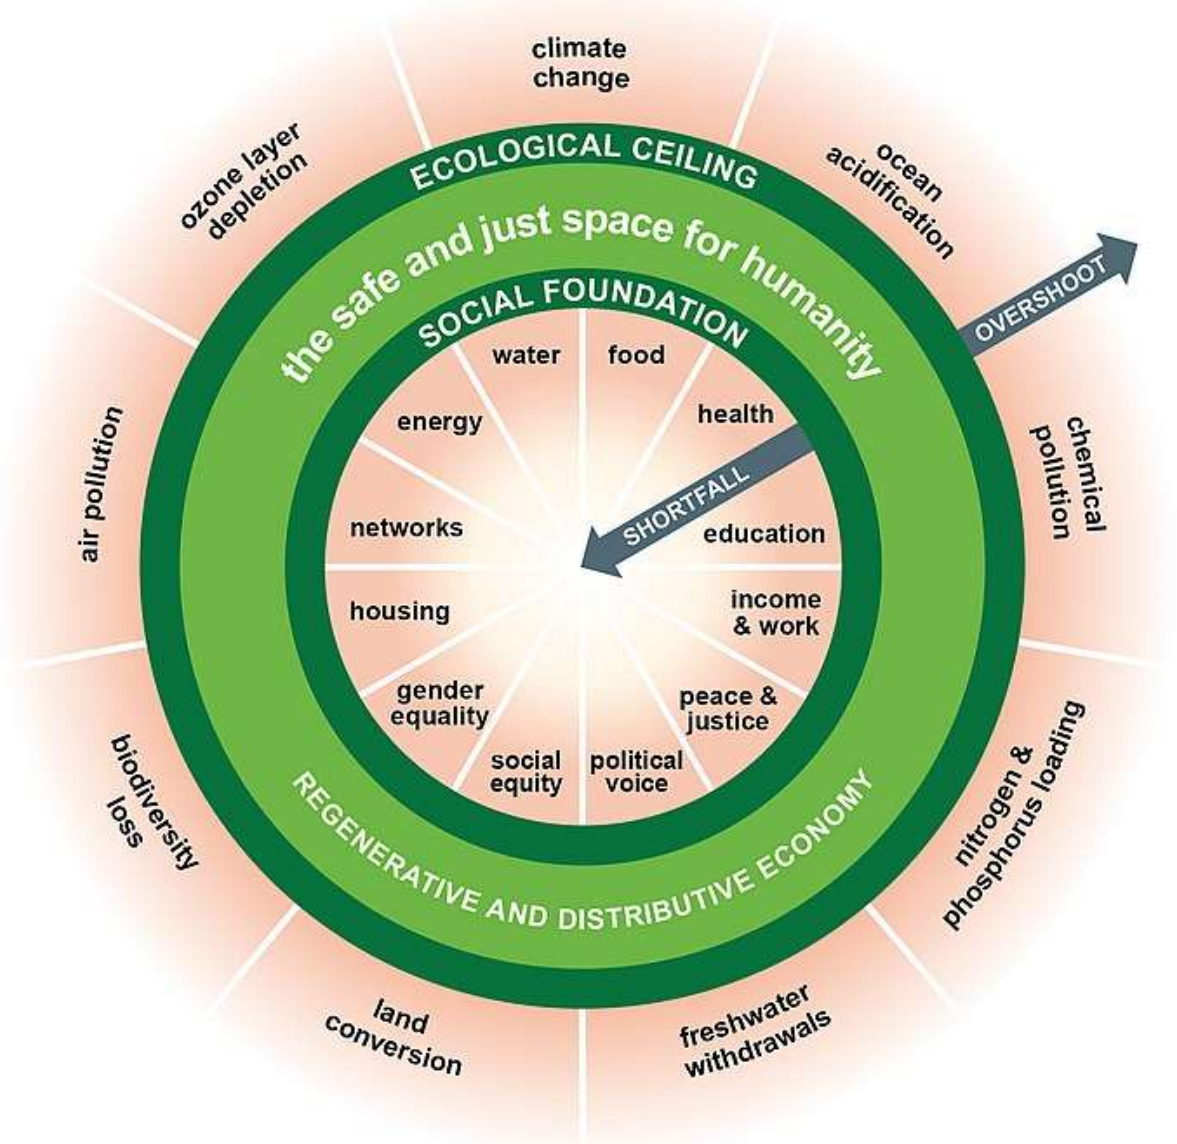 climate
change
ocean
acidification
OVERSHOOT
chemical
pollution
nitrogen &
phosphorus loading
freshwater
withdrawals
land
conversion
biodiversity
loss
air pollution
ozone layer
depletion
ECOLOGICAL CEILING
the safe and just space for humanity
SOCIAL FOUNDATION
water
food
health
SHORTFALL
education
income
& work
peace &
justice
political
voice
social
equity
gender
equality
housing
networks
energy
REGENERATIVE AND DISTRIBUTIVE ECONOMY